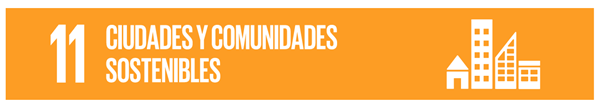 11
CIUDADES Y COMUNIDADES
SOSTENIBLES